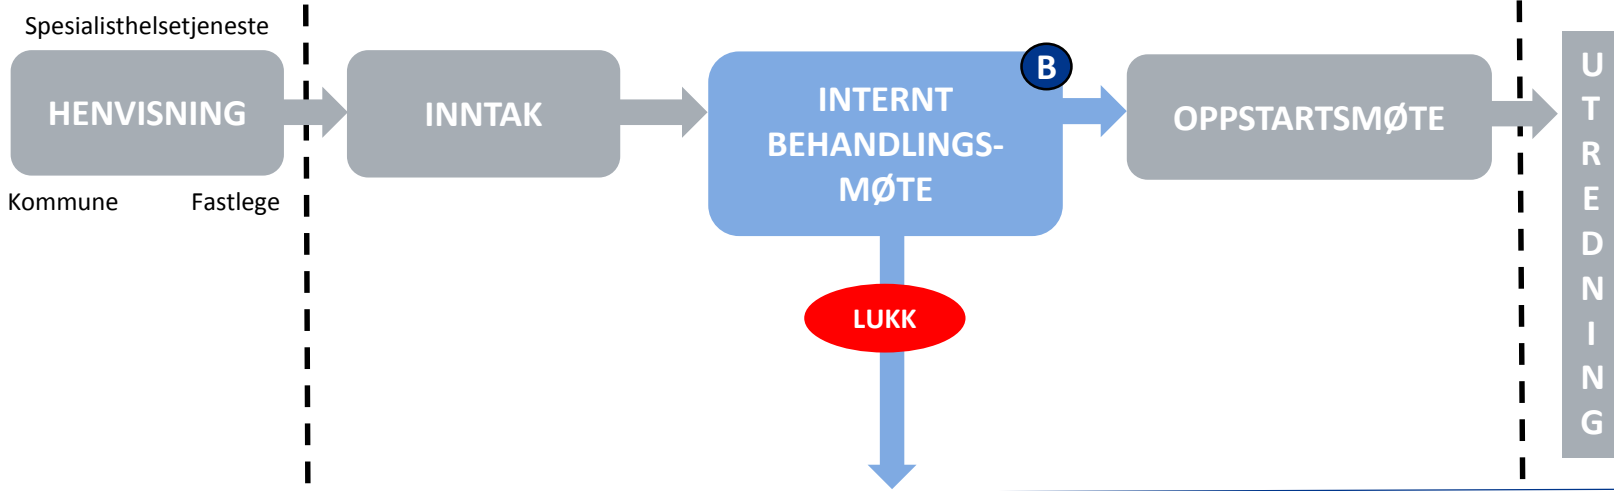 Spesialisthelsetjeneste
HENVISNING
Kommune Fastlege
INNTAK
INTERNT
BEHANDLINGS-
MØTE
B
LUKK
OPPSTARTSMØTE
UTREDNING